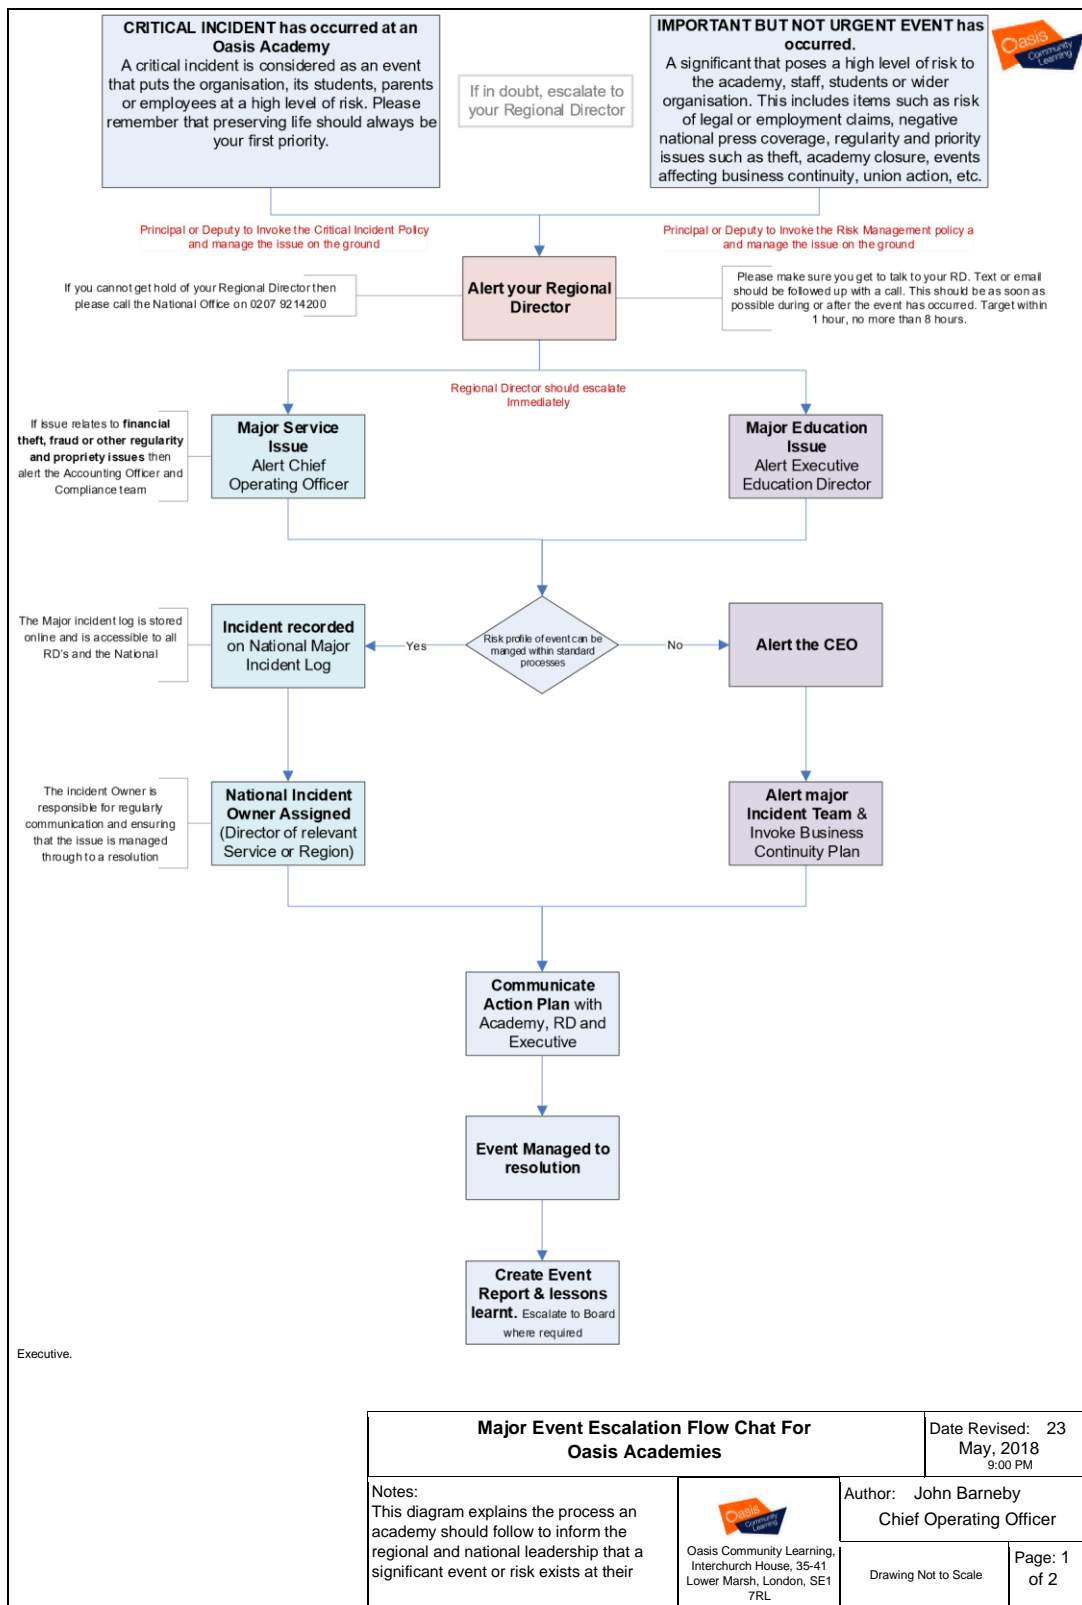 CRITICAL INCIDENT has occurred at an
Oasis Academy
A critical incident is considered as an event
that puts the organisation, its students, parents
or employees at a high level of risk. Please
remember that preserving life should always be
your first priority.
If in doubt, escalate to
your Regional Director
IMPORTANT BUT NOT URGENT EVENT has
occurred.
A significant that poses a high level of risk to
the academy, staff, students or wider
organisation. This includes items such as risk
of legal or employment claims, negative
national press coverage, regularity and priority
issues such as theft, academy closure, events
affecting business continuity, union action, etc.
Oasis
Community
Learning
Principal or Deputy to Invoke the Critical Incident Policy
and manage the issue on the ground
Principal or Deputy to Invoke the Risk Management policy a
and manage the issue on the ground
If you cannot get hold of your Regional Director then
please call the National Office on 0207 9214200
Alert your Regional
Director
Please make sure you get to talk to your RD. Text or email
should be followed up with a call. This should be as soon as
possible during or after the event has occurred. Target within
1 hour, no more than 8 hours.
Regional Director should escalate
Immediately
If issue relates to financial
theft, fraud or other regularity
and propriety issues then
alert the Accounting Officer and
Compliance team
Major Service
Issue
Alert Chief
Operating Officer
Major Education
Issue
Alert Executive
Education Director
The Major incident log is stored
online and is accessible to all
RD's and the National
Incident recorded
on National Major
Incident Log
Yes
Risk profile of event can be
manged within standard
processes
No
Alert the CEO
The incident Owner is
responsible for regularly
communication and ensuring
that the issue is managed
through to a resolution
National Incident
Owner Assigned
(Director of relevant
Service or Region)
Alert major
Incident Team &
Invoke Business
Continuity Plan
Communicate
Action Plan with
Academy, RD and
Executive
Event Managed to
resolution
Create Event
Report & lessons
learnt. Escalate to Board
where required
Executive.
Major Event Escalation Flow Chat For
Oasis Academies
Date Revised: 23
May, 2018
9:00 PM
Notes:
This diagram explains the process an
academy should follow to inform the
regional and national leadership that a
significant event or risk exists at their
Oasis
Community
Learning
Oasis Community Learning,
Interchurch House, 35-41
Lower Marsh, London, SE1
7RL
Author: John Barneby
Chief Operating Officer
Drawing Not to Scale
Page: 1
of 2